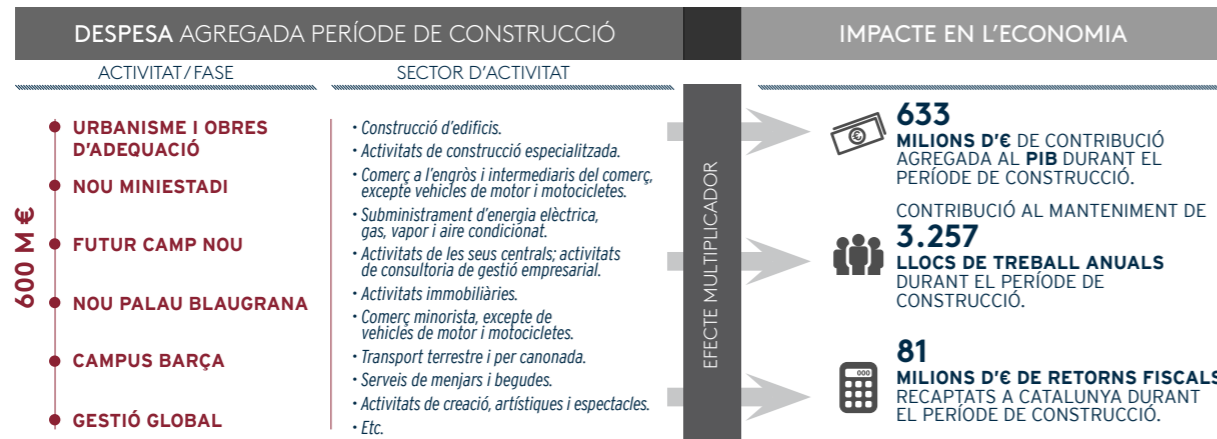 DESPESA AGREGADA PERÍODE DE CONSTRUCCIÓ
IMPACTE EN L'ECONOMIA
ACTIVITAT/FASE
SECTOR D'ACTIVITAT
600 M €
URBANISME I OBRES
D'ADEQUACIÓ
NOU MINIESTADI
FUTUR CAMP NOU
NOU PALAU BLAUGRANA
CAMPUS BARÇA
GESTIÓ GLOBAL
• Construcció d'edificis.
• Activitats de construcció especialitzada.
• Comerç a l'engròs i intermediaris del comerç,
excepte vehicles de motor i motocicletes.
• Subministrament d'energia elèctrica,
gas, vapor i aire condicionat.
• Activitats de les seus centrals; activitats
de consultoria de gestió empresarial.
• Activitats immobiliàries.
• Comerç minorista, excepte de
vehicles de motor i motocicletes.
• Transport terrestre i per canonada.
• Serveis de menjars i begudes.
• Activitats de creació, artístiques i espectacles.
• Etc.
EFECTE MULTIPLICADOR
633
MILIONS D'€ DE CONTRIBUCIÓ
AGREGADA AL PIB DURANT EL
PERÍODE DE CONSTRUCCIÓ.
CONTRIBUCIÓ AL MANTENIMENT DE
3.257
LLOCS DE TREBALL ANUALS
DURANT EL PERÍODE DE
CONSTRUCCIÓ.
81
MILIONS D'€ DE RETORNS FISCALS
RECAPTATS A CATALUNYA DURANT
EL PERÍODE DE CONSTRUCCIÓ.